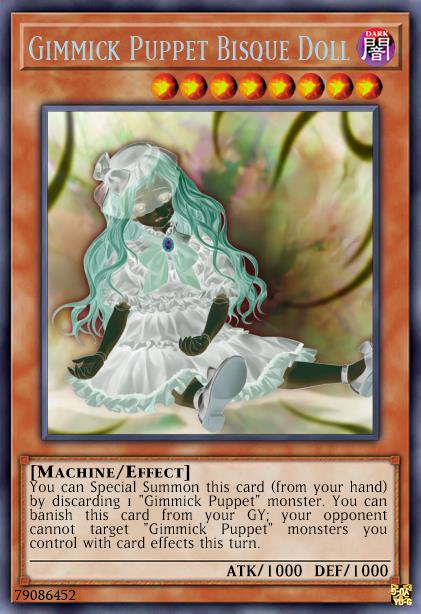 GIMMICK PUPPET BISQUE DOLL
DARK
闇
[MACHINE/EFFECT]
You can Special Summon this card (from your hand)
by discarding 1 "Gimmick Puppet" monster. You can
banish this card from your GY; your opponent
cannot target "Gimmick Puppet" monsters you
control with card effects this turn.
ATK/1000 DEF/1000
79086452